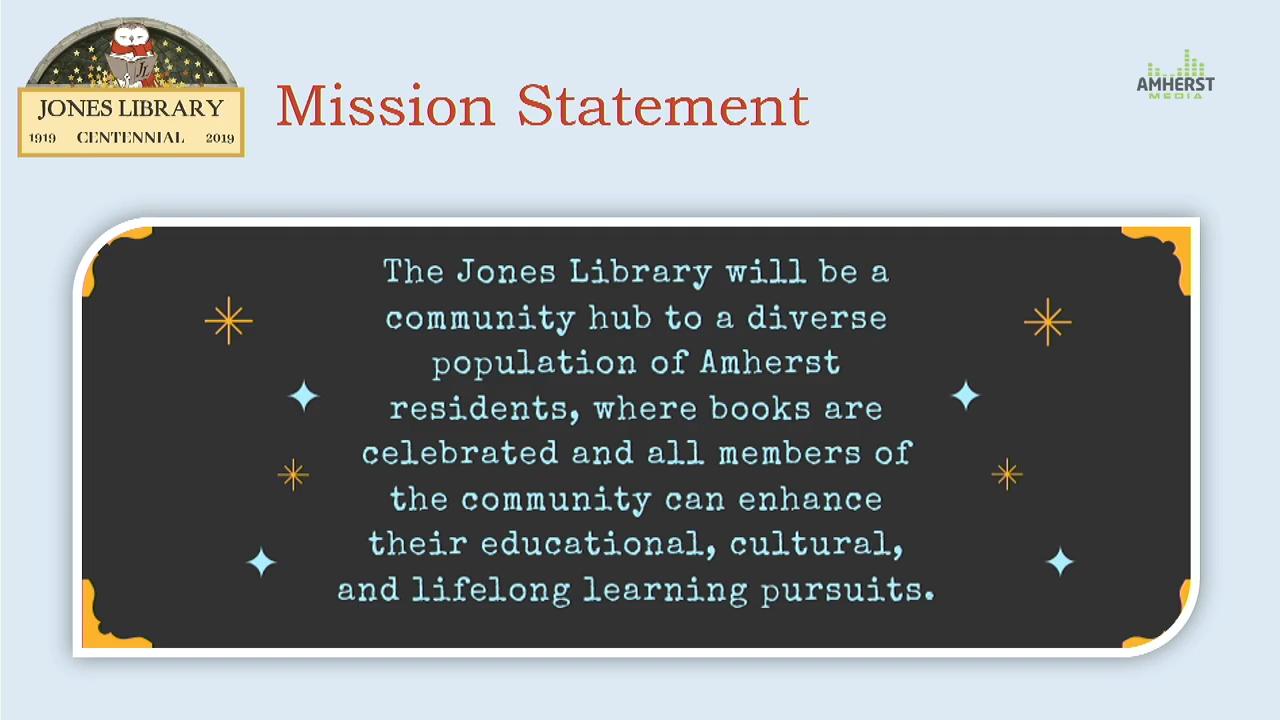 JONES LIBRARY
1919 CENTENNIAL 2019
Mission Statement
AMHERST
MEDIA
The Jones Library will be a
community hub to a diverse
population of Amherst
residents, where books are
celebrated and all members of
the community can enhance
their educational, cultural,
and lifelong learning pursuits.